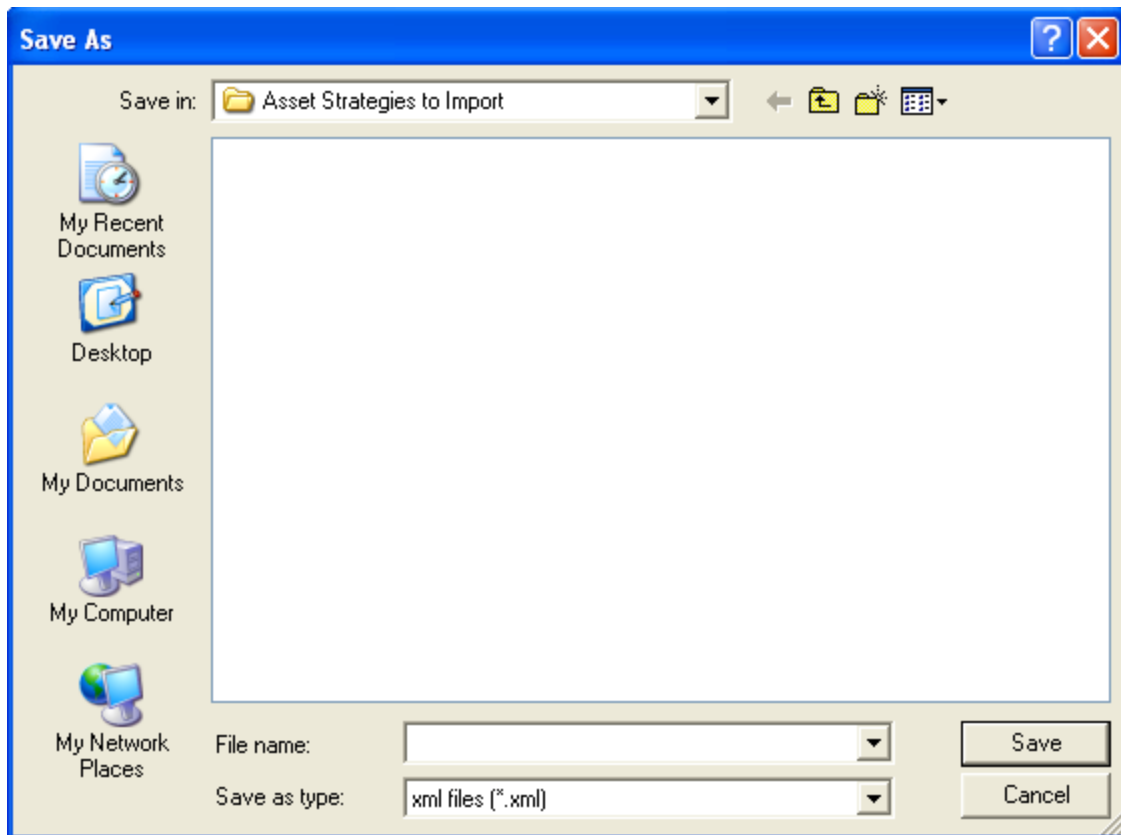 Save As
Save in:
Asset Strategies to Import
My Recent
Documents
Desktop
My Documents
My Computer
My Network
Places
File name:
Save
Save as type:
xml files (*.xml)
Cancel